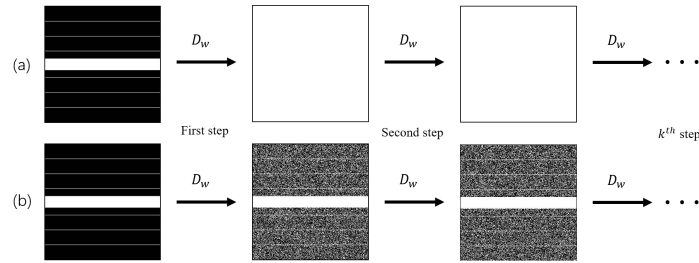 (a) D_w D_w D_w . . .
First step Second step k^{th} step
(b) D_w D_w D_w . . .